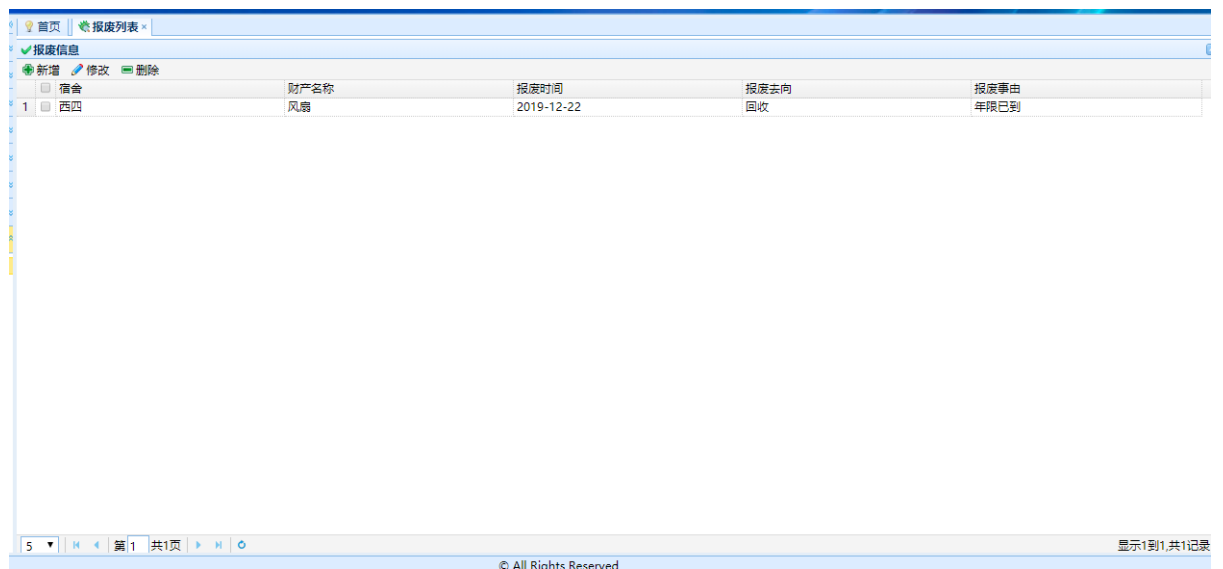 首页 报废列表
报废信息
新增 修改 删除
宿舍 财产名称 报废时间 报废去向 报废事由
1 西四 风扇 2019-12-22 回收 年限已到
5 第 1 共1页 显示1到1,共1记录
© All Rights Reserved